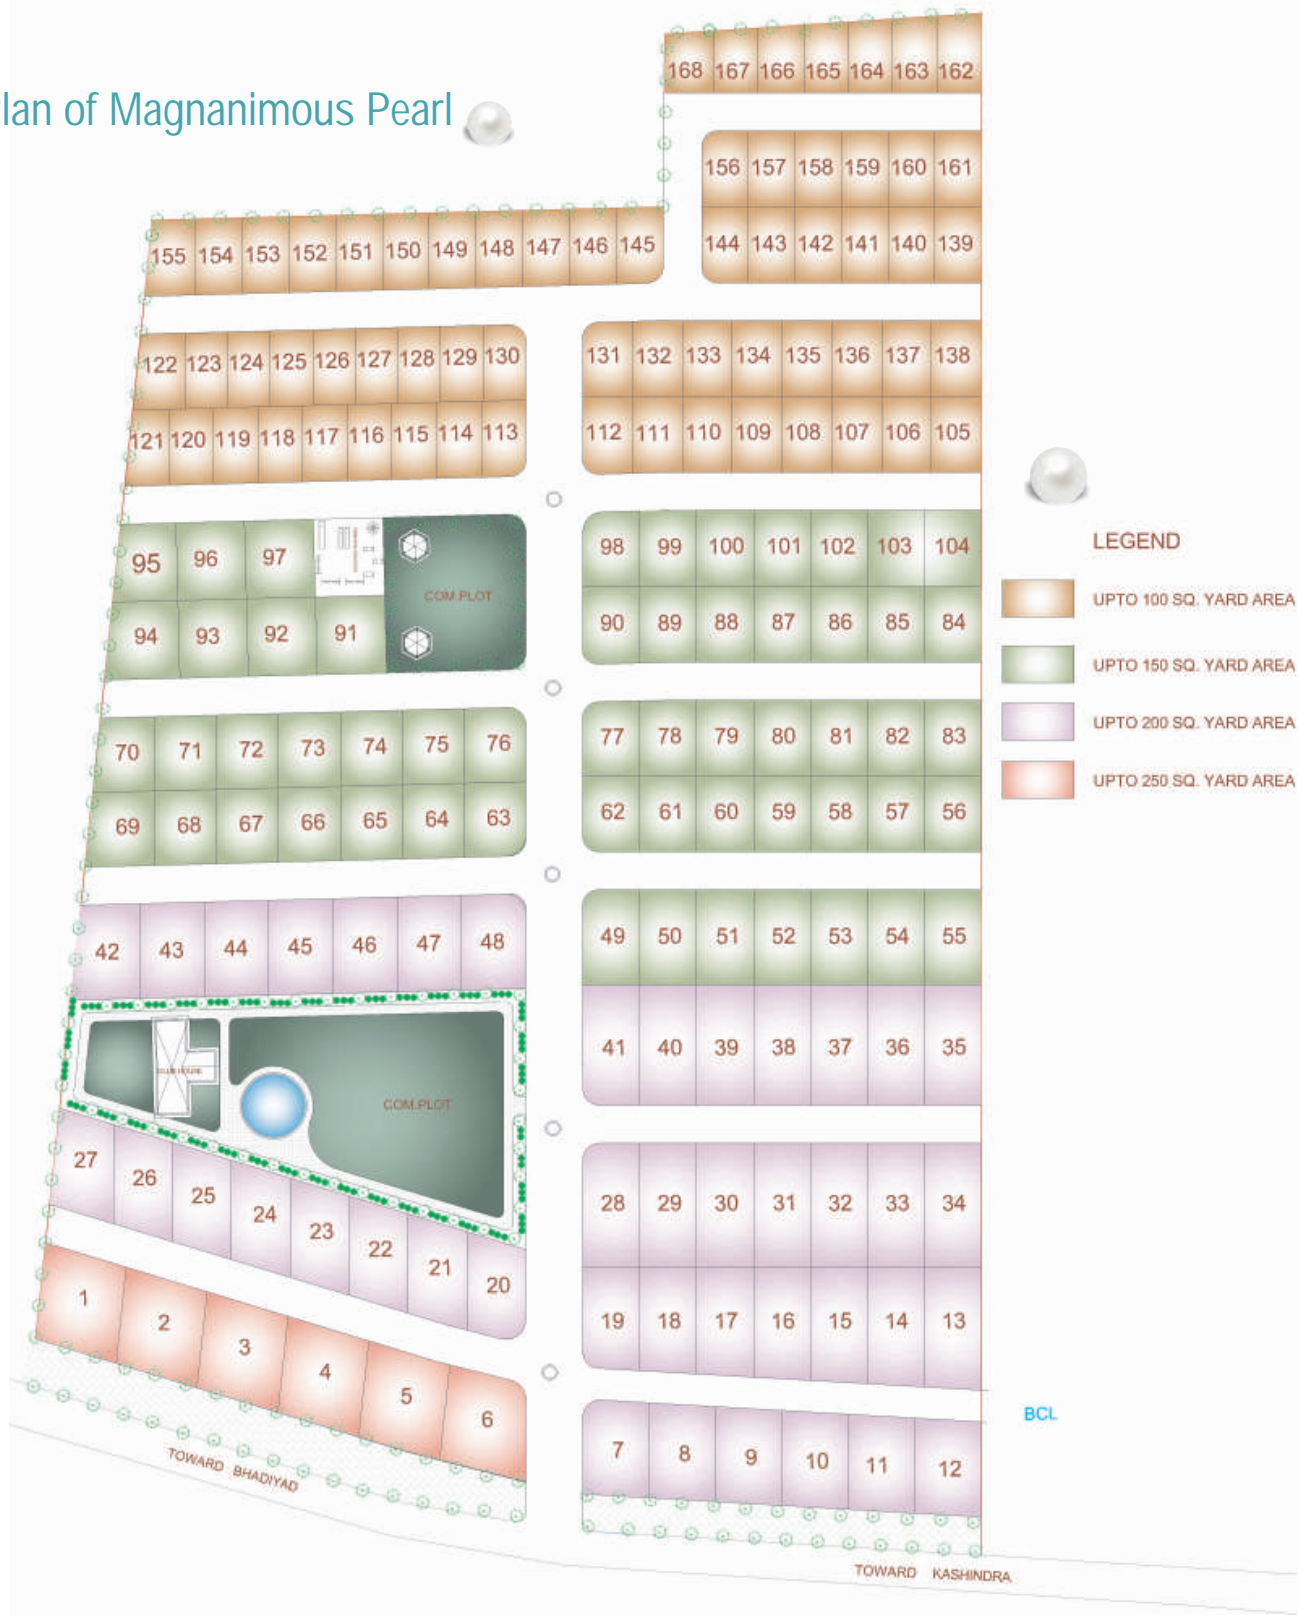 lan of Magnanimous Pearl
168 167 166 165 164 163 162
156 157 158 159 160 161
144 143 142 141 140 139
155 154 153 152 151 150 149 148 147 146 145
122 123 124 125 126 127 128 129 130
131 132 133 134 135 136 137 138
121 120 119 118 117 116 115 114 113
112 111 110 109 108 107 106 105
95 96 97
COM.PLOT
98 99 100 101 102 103 104
94 93 92 91
90 89 88 87 86 85 84
LEGEND
UPTO 100 SQ. YARD AREA
UPTO 150 SQ. YARD AREA
UPTO 200 SQ. YARD AREA
UPTO 250 SQ. YARD AREA
70 71 72 73 74 75 76
77 78 79 80 81 82 83
69 68 67 66 65 64 63
62 61 60 59 58 57 56
42 43 44 45 46 47 48
49 50 51 52 53 54 55
CLUB HOUSE
COM.PLOT
41 40 39 38 37 36 35
27 26 25 24 23 22 21 20
28 29 30 31 32 33 34
19 18 17 16 15 14 13
1 2 3 4 5 6
7 8 9 10 11 12
BCL
TOWARD BHADIYAD
TOWARD KASHINDRA